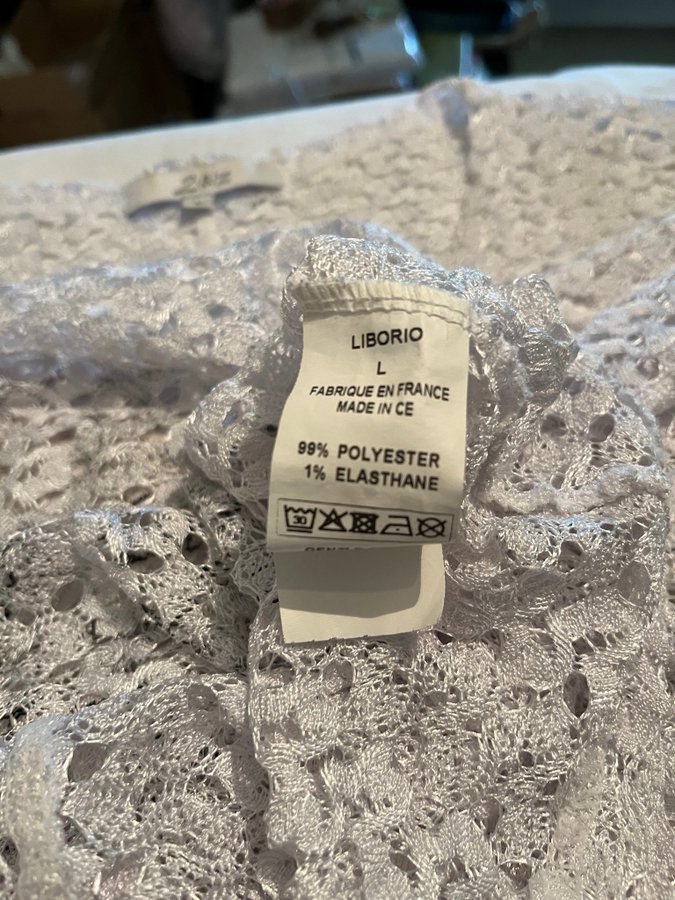 LIBORIO
L
FABRIQUE EN FRANCE
MADE IN CE
99% POLYESTER
1% ELASTHANE
30